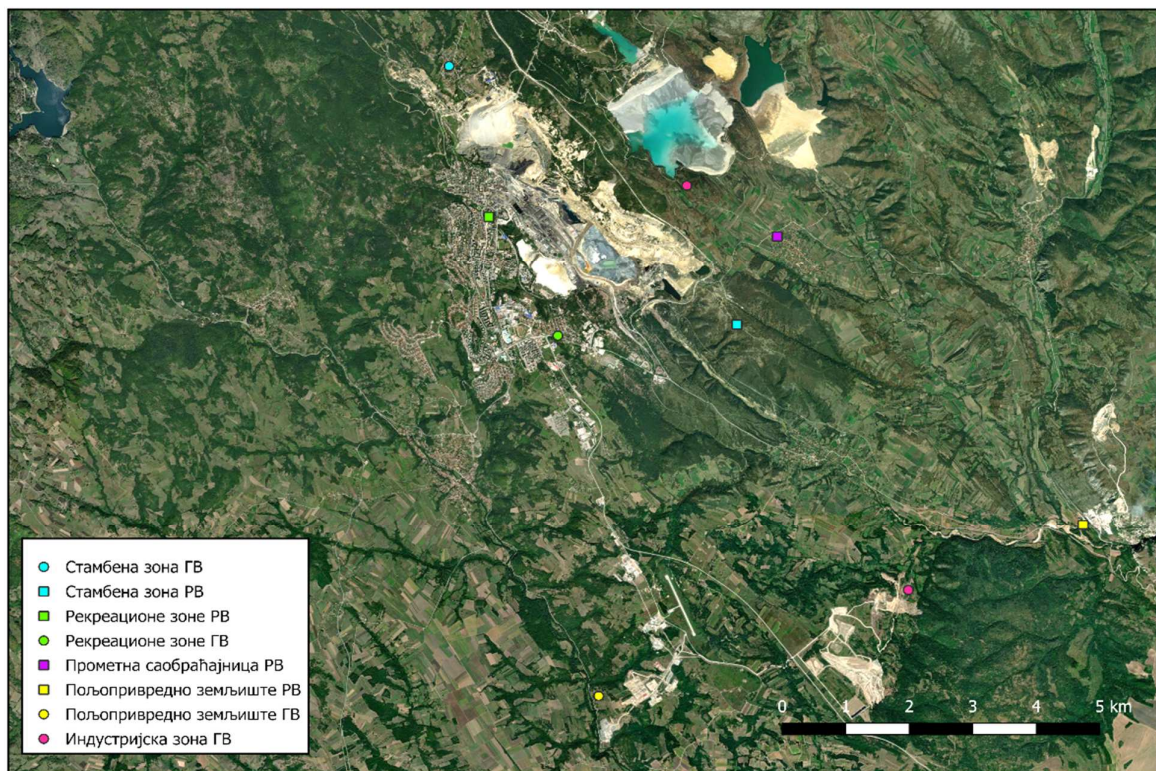 Стамбена зона ГВ
Стамбена зона РВ
Рекреационе зоне РВ
Рекреационе зоне ГВ
Прометна саобраћајница РВ
Пољопривредно земљиште РВ
Пољопривредно земљиште ГВ
Индустријска зона ГВ
0 1 2 3 4 5 km